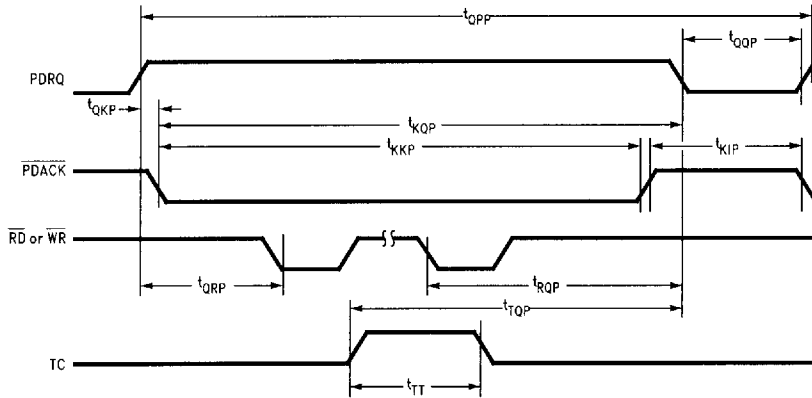 tQPP
tQQP
PDRQ
tQKP
tKQP
tKKP
tKIP
PDACK
RD or WR
tQRP
tRQP
tTQP
TC
tTT